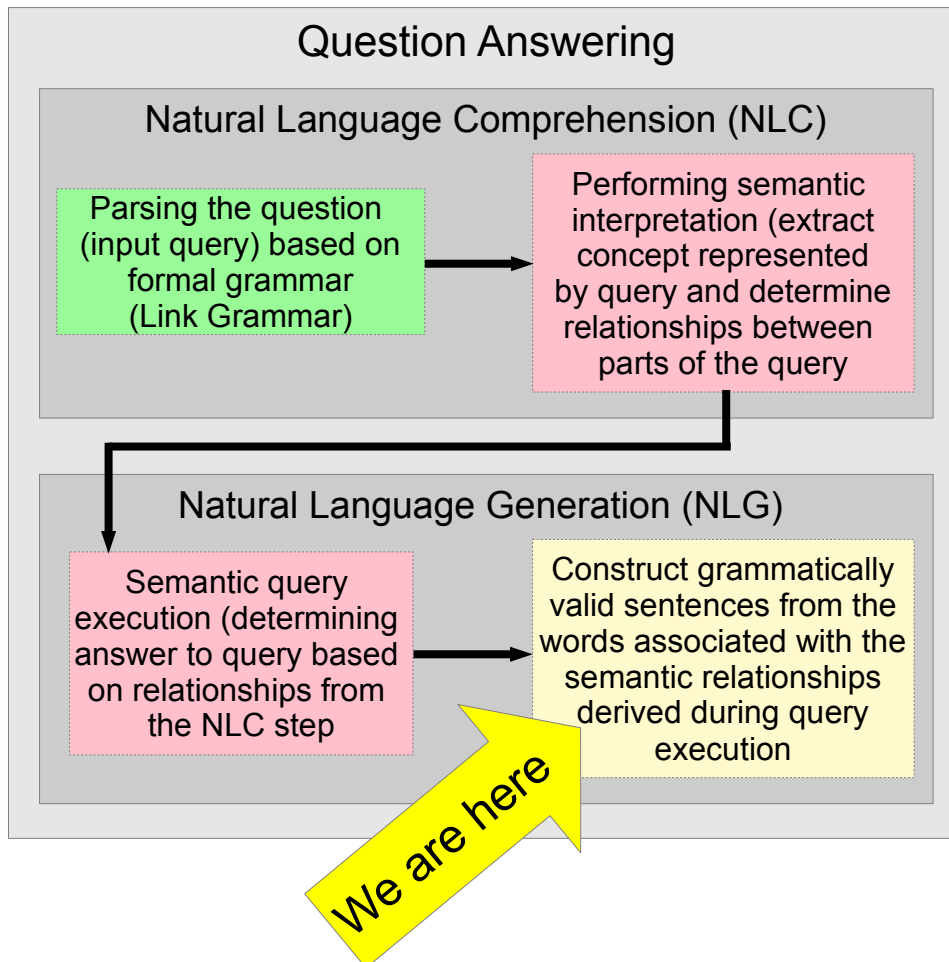 Question Answering
Natural Language Comprehension (NLC)
Parsing the question
(input query) based on
formal grammar
(Link Grammar)
Performing semantic
interpretation (extract
concept represented
by query and determine
relationships between
parts of the query
Natural Language Generation (NLG)
Semantic query
execution (determining
answer to query based
on relationships from
the NLC step
Construct grammatically
valid sentences from the
words associated with the
semantic relationships
derived during query
execution
We are here